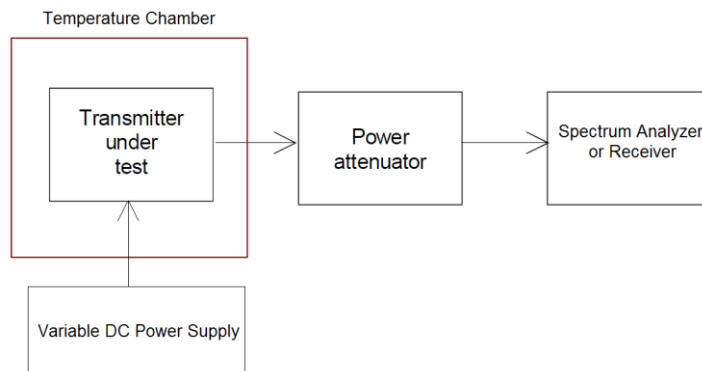 Temperature Chamber
Transmitter
under
test
Power
attenuator
Spectrum Analyzer
or Receiver
Variable DC Power Supply